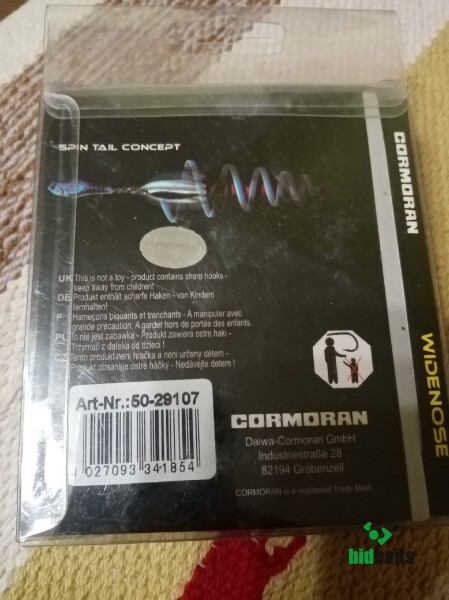 SPIN TAIL CONCEPT
UK This is not a toy - product contains sharp hooks -
keep away from children!
DE Produkt enthält scharfe Haken - von Kindern
fernhalten!
F Hameçons piquants et tranchants - A manipuler avec
grande précaution. A garder hors de portée des enfants.
PL To nie jest zabawka - Produkt zawiera ostre haki -
Trzymać z daleka od dzieci !
CZ Tento produkt není hračka a není určený dětem -
Produkt obsahuje ostré háčky - Nedávejte dětem !
Art-Nr.:50-29107
4 027093 341854
CORMORAN
Daiwa-Cormoran GmbH
Industriestraße 28
82194 Gröbenzell
CORMORAN is a registered Trade Mark
CORMORAN
WIDENOSE
bidbaits